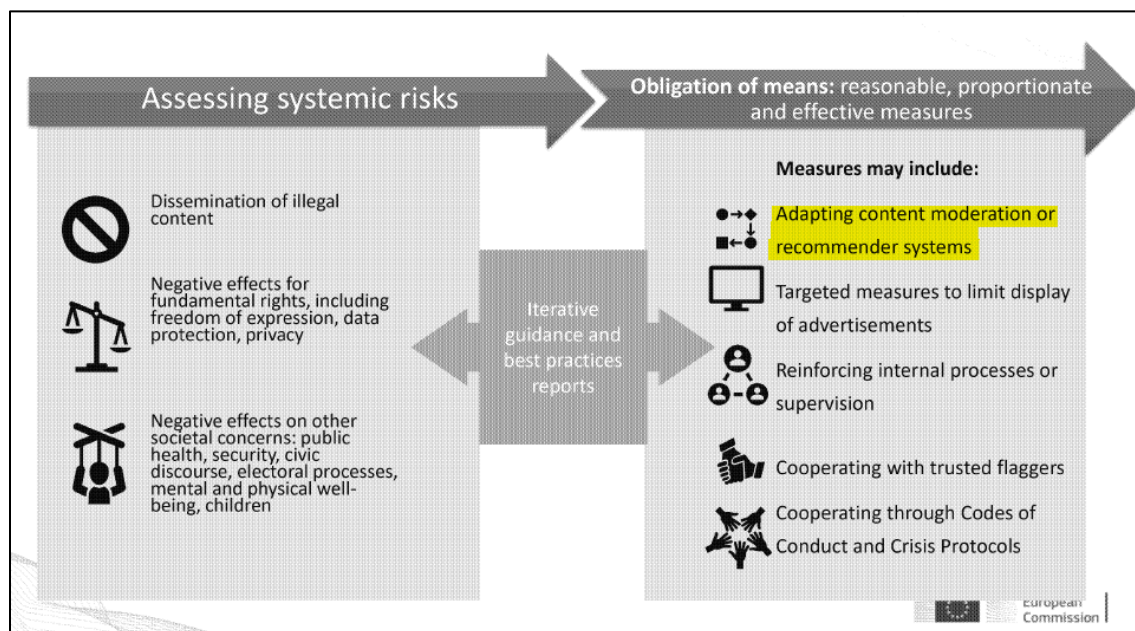 Assessing systemic risks
Obligation of means: reasonable, proportionate
and effective measures
Dissemination of illegal
content
Negative effects for
fundamental rights, including
freedom of expression, data
protection, privacy
Negative effects on other
societal concerns: public
health, security, civic
discourse, electoral processes,
mental and physical well-
being, children
Iterative
guidance and
best practices
reports
Measures may include:
Adapting content moderation or
recommender systems
Targeted measures to limit display
of advertisements
Reinforcing internal processes or
supervision
Cooperating with trusted flaggers
Cooperating through Codes of
Conduct and Crisis Protocols
European
Commission